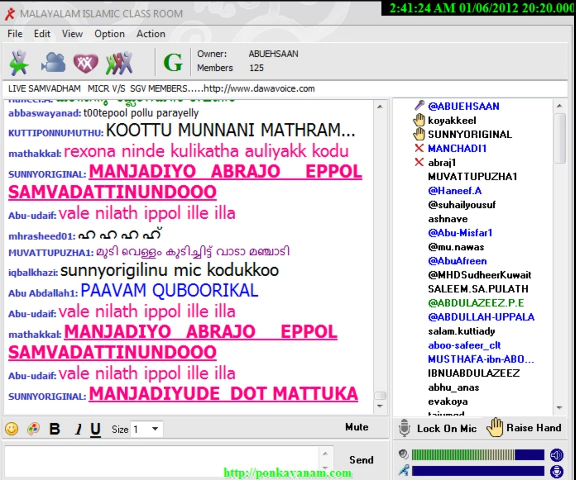 MALAYALAM ISLAMIC CLASS ROOM
2:41:24 AM 01/06/2012 20:20.000
File Edit View Option Action
G
Owner: ABUEHSAAN
Members 125
LIVE SAMVADHAM MICR V/S SGV MEMBERS.....http://www.dawavoice.com
abbaswayanad: t00tepool pollu parayelly
KUTTIPONNUMUTHU: KOOTTU MUNNANI MATHRAM...
mathakkal: rexona ninde kulikatha auliyakk kodu
SUNNYORIGINAL: MANJADIYO ABRAJO EPPOL
SAMVADATTINUNDOOO
Abu-udaif: vale nilath ippol ille illa
mhrasheed01: ഹ ഹ ഹ ഹ്
MUVATTUPUZHA1: മുടി വെള്ളം കുടിച്ചിട്ട് വാടാ മഞ്ചാടി
iqbalkhazi: sunnyorigilinu mic kodukkoo
Abu Abdallah1: PAAVAM QUBOORIKAL
Abu-udaif: vale nilath ippol ille illa
mathakkal: MANJADIYO ABRAJO EPPOL
SAMVADATTINUNDOOO
Abu-udaif: vale nilath ippol ille illa
SUNNYORIGINAL: MANJADIYUDE DOT MATTUKA
@ABUEHSAAN
koyakkeel
SUNNYORIGINAL
MANCHADI1
abraj1
MUVATTUPUZHA1
@Haneef.A
@suhailyousuf
ashnave
@Abu-Misfar1
@mu.nawas
@AbuAfreen
@MHDSudheerKuwait
SALEEM.SA.PULATH
@ABDULAZEEZ.P.E
@ABDULLAH-UPPALA
salam.kuttiady
aboo-safeer_clt
MUSTHAFA-ibn-ABO...
IBNUABDULAZEEZ
abhu_anas
evakoya
B I U Size 1 Mute
Lock On Mic Raise Hand
Send
http://ponkavanam.com